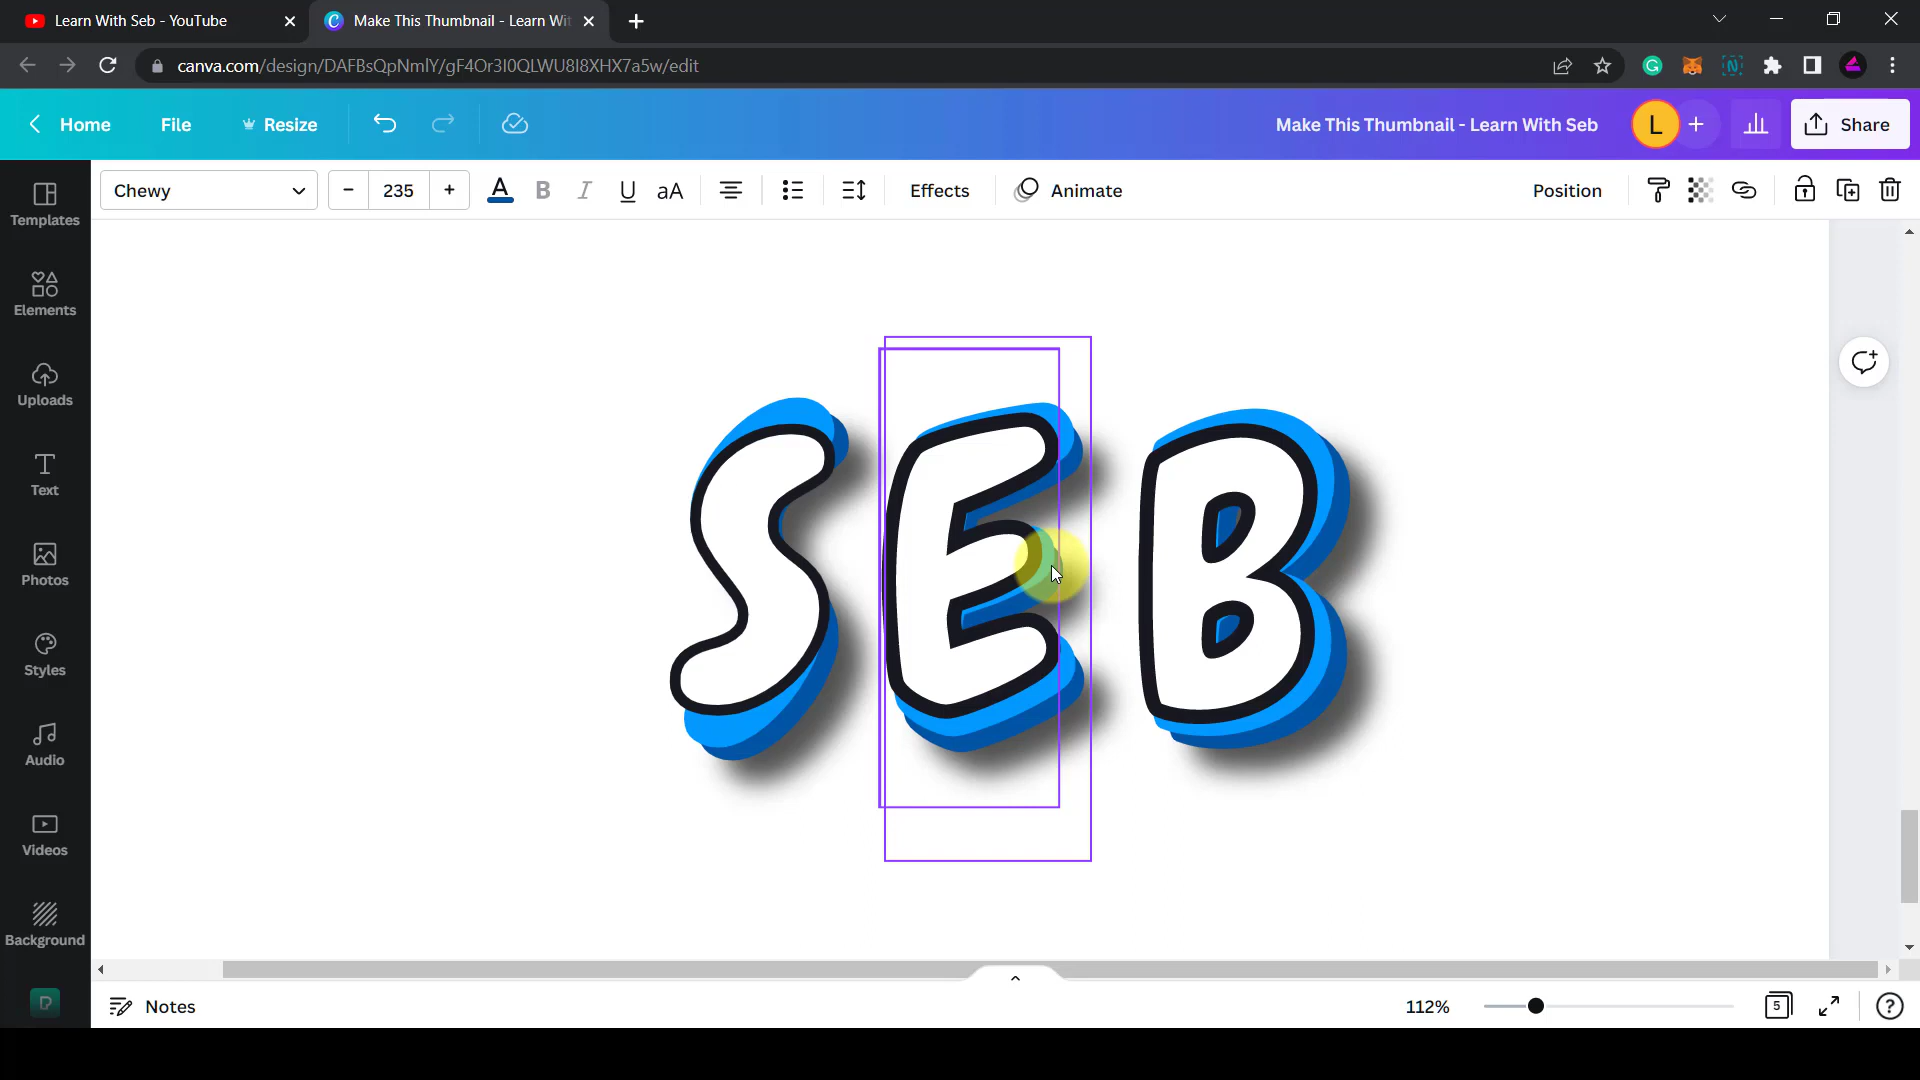 Learn With Seb - YouTube
Make This Thumbnail - Learn Wit
canva.com/design/DAFBsQpNmlY/gF4Or3I0QLWU8I8XHX7a5w/edit
Home File Resize Make This Thumbnail - Learn With Seb L Share
Chewy 235 A B I U aA Effects Animate Position
Templates
Elements
Uploads
Text
Photos
Styles
Audio
Videos
Background
SEB
Notes 112% 5 ?